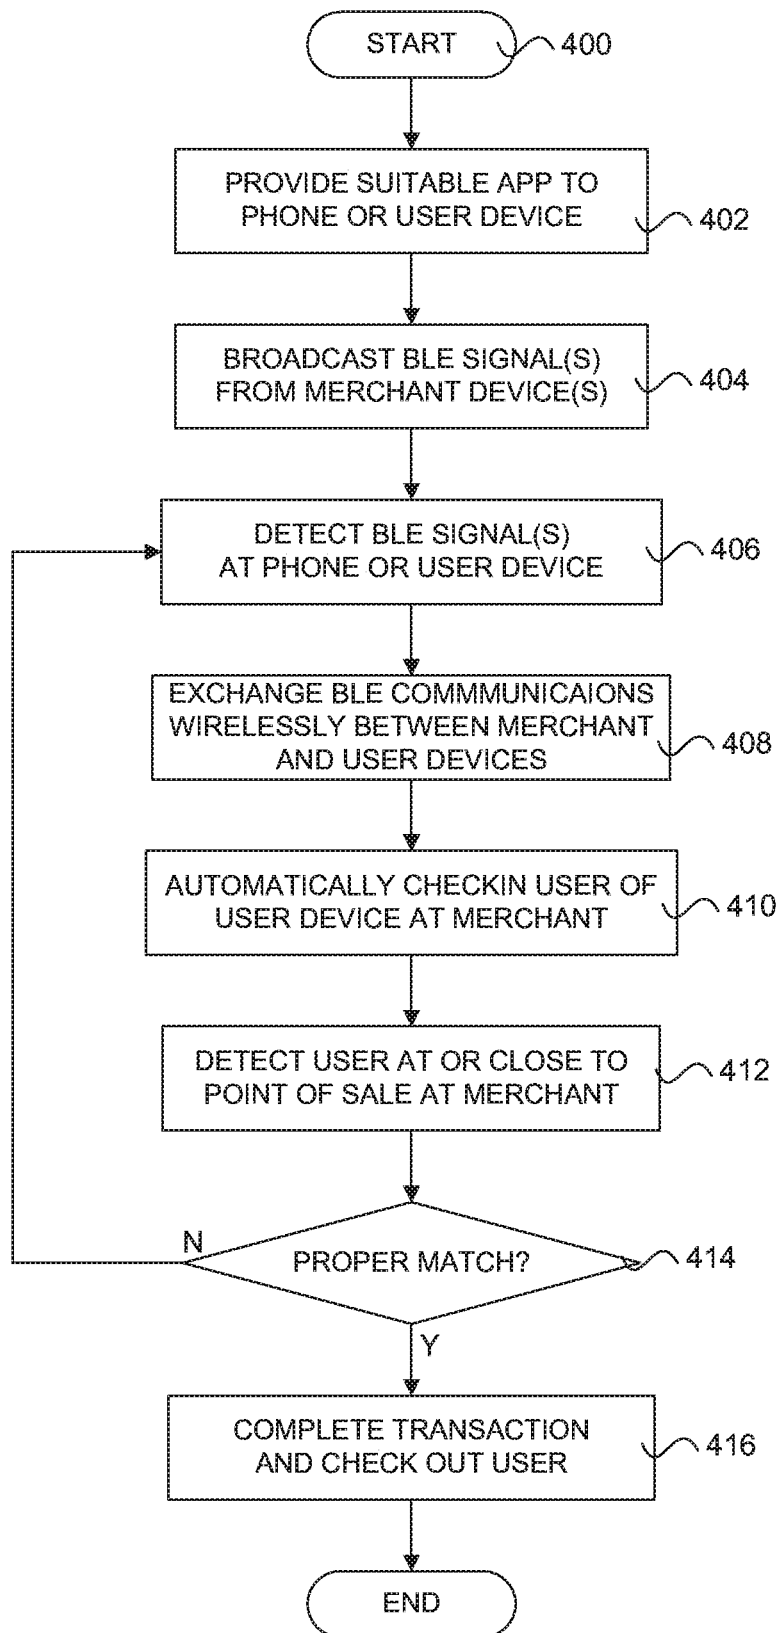 START
400
PROVIDE SUITABLE APP TO
PHONE OR USER DEVICE
402
BROADCAST BLE SIGNAL(S)
FROM MERCHANT DEVICE(S)
404
DETECT BLE SIGNAL(S)
AT PHONE OR USER DEVICE
406
EXCHANGE BLE COMMMUNICAIONS
WIRELESSLY BETWEEN MERCHANT
AND USER DEVICES
408
AUTOMATICALLY CHECKIN USER OF
USER DEVICE AT MERCHANT
410
DETECT USER AT OR CLOSE TO
POINT OF SALE AT MERCHANT
412
N
PROPER MATCH?
414
Y
COMPLETE TRANSACTION
AND CHECK OUT USER
416
END